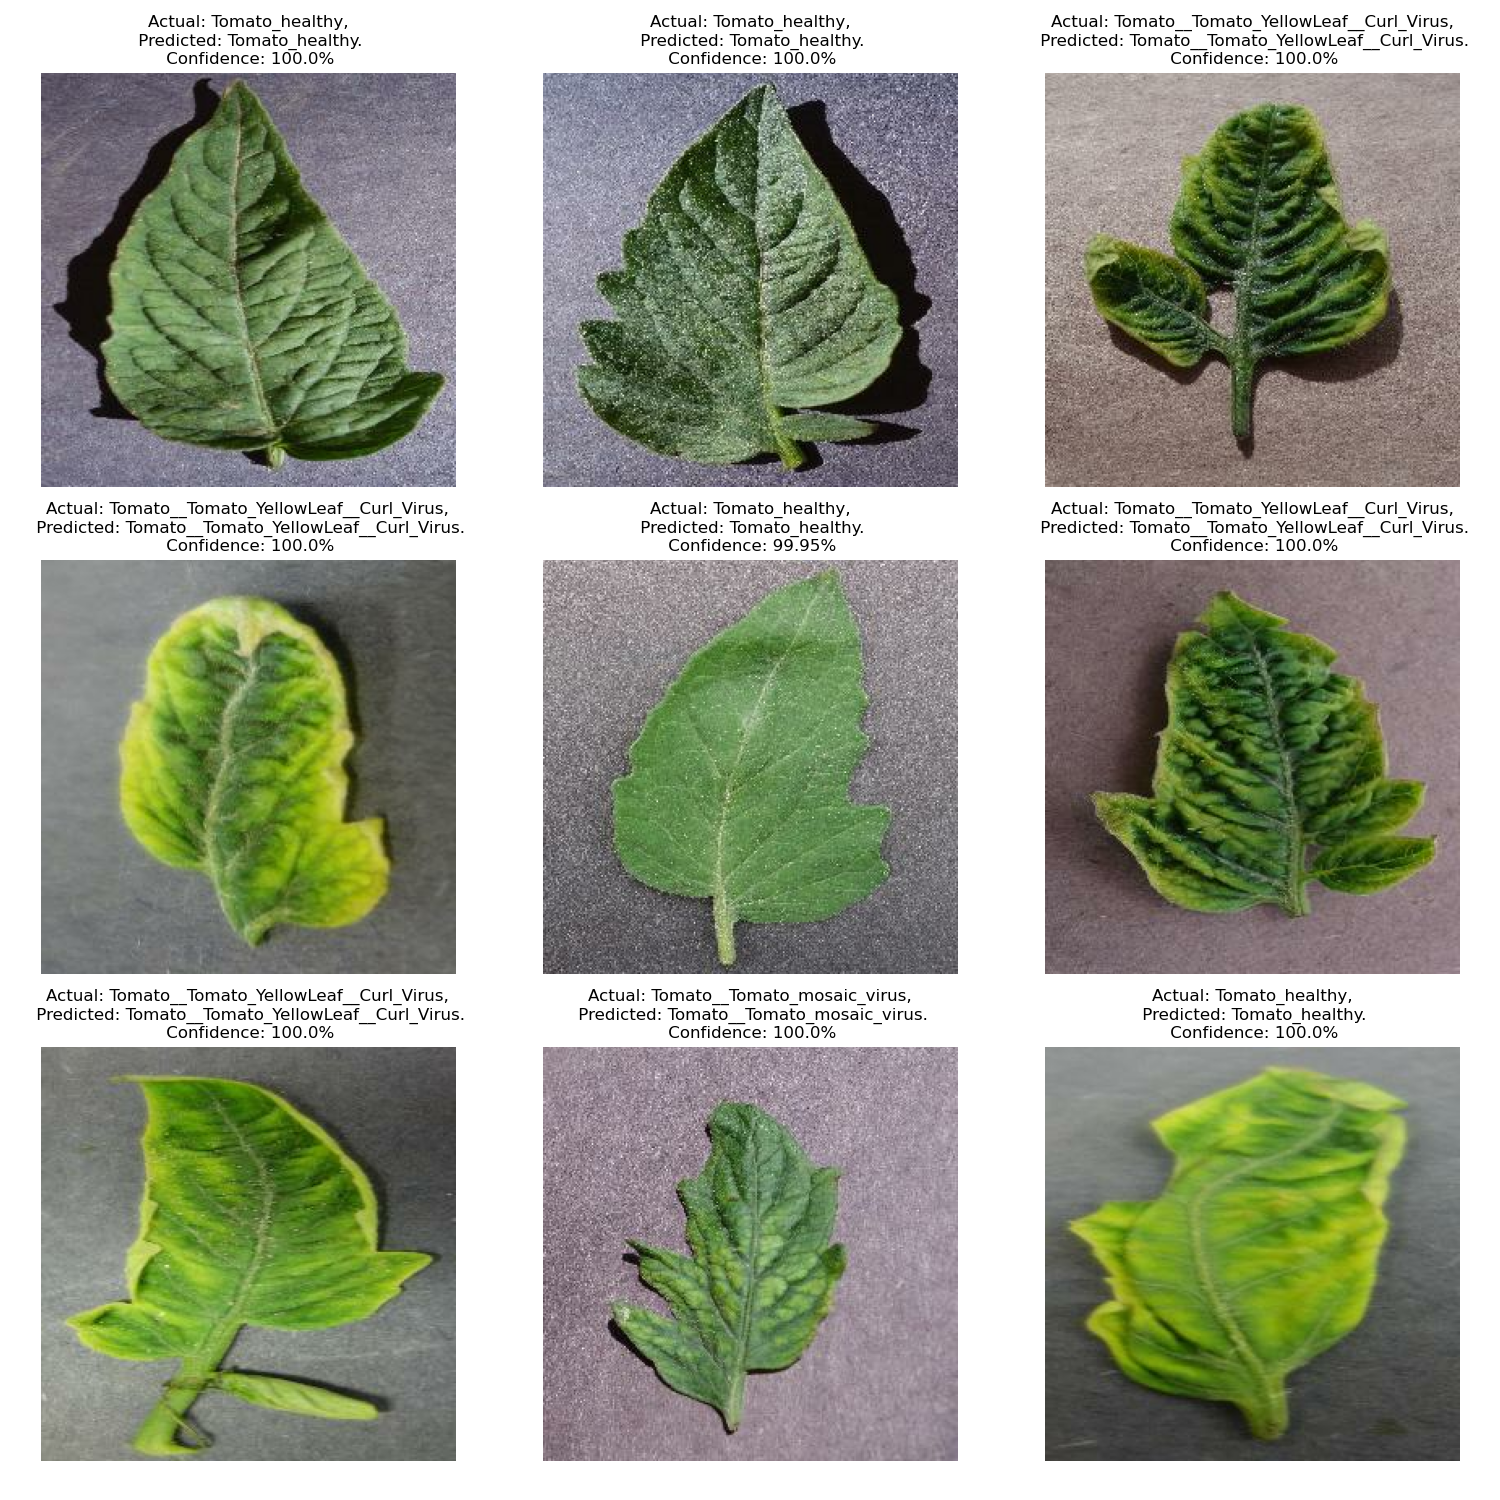 Actual: Tomato_healthy,
Predicted: Tomato_healthy.
Confidence: 100.0%
Actual: Tomato_healthy,
Predicted: Tomato_healthy.
Confidence: 100.0%
Actual: Tomato__Tomato_YellowLeaf__Curl_Virus,
Predicted: Tomato__Tomato_YellowLeaf__Curl_Virus.
Confidence: 100.0%
Actual: Tomato__Tomato_YellowLeaf__Curl_Virus,
Predicted: Tomato__Tomato_YellowLeaf__Curl_Virus.
Confidence: 100.0%
Actual: Tomato_healthy,
Predicted: Tomato_healthy.
Confidence: 99.95%
Actual: Tomato__Tomato_YellowLeaf__Curl_Virus,
Predicted: Tomato__Tomato_YellowLeaf__Curl_Virus.
Confidence: 100.0%
Actual: Tomato__Tomato_YellowLeaf__Curl_Virus,
Predicted: Tomato__Tomato_YellowLeaf__Curl_Virus.
Confidence: 100.0%
Actual: Tomato__Tomato_mosaic_virus,
Predicted: Tomato__Tomato_mosaic_virus.
Confidence: 100.0%
Actual: Tomato_healthy,
Predicted: Tomato_healthy.
Confidence: 100.0%